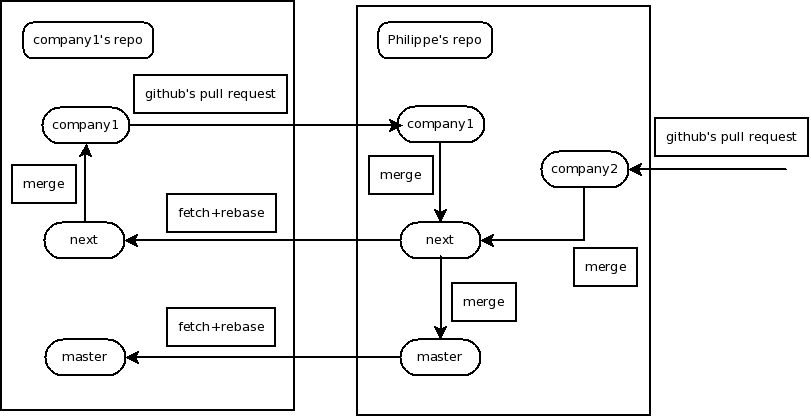 company1's repo
Philippe's repo
github's pull request
company1
company1
github's pull request
merge
merge
company2
fetch+rebase
next
next
merge
merge
fetch+rebase
master
master